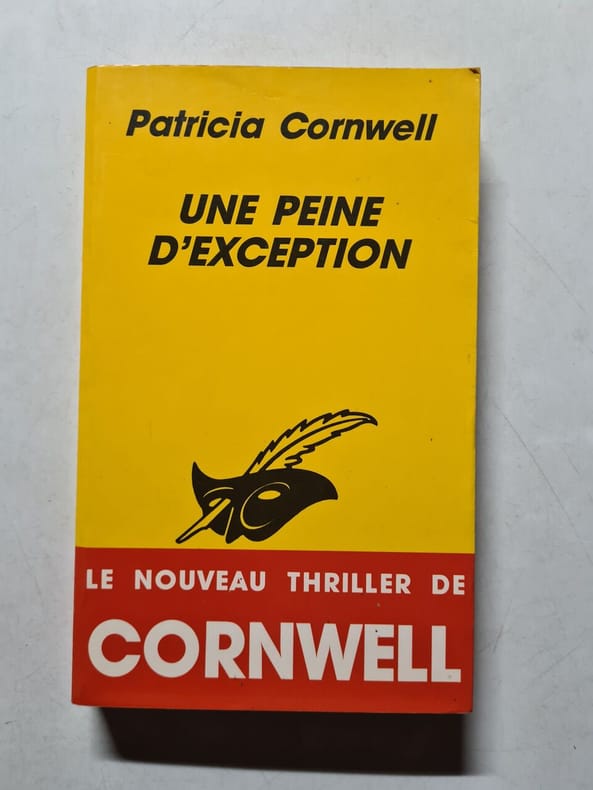 Patricia Cornwell
UNE PEINE
D'EXCEPTION
LE NOUVEAU THRILLER DE
CORNWELL